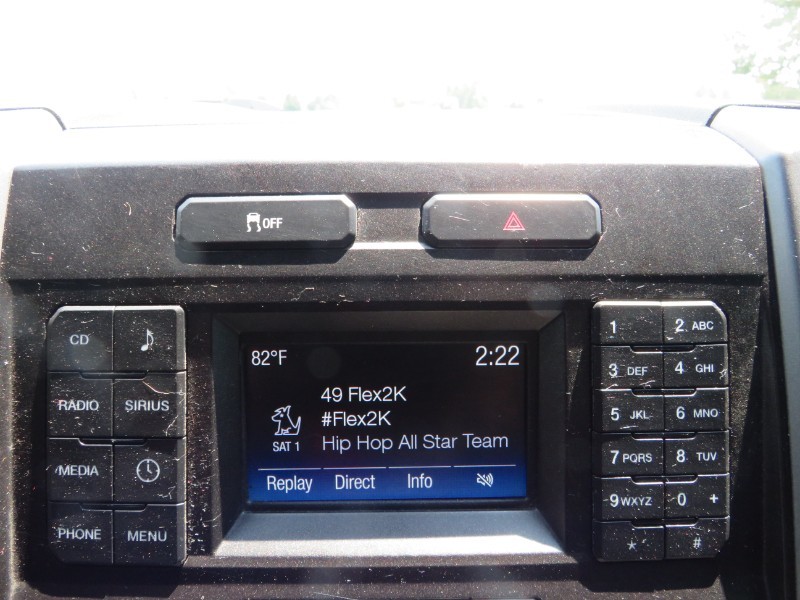 OFF
CD
RADIO SIRIUS
MEDIA
PHONE MENU
82°F 2:22
49 Flex2K
#Flex2K
SAT 1 Hip Hop All Star Team
Replay Direct Info
1 2 ABC
3 DEF 4 GHI
5 JKL 6 MNO
7 PQRS 8 TUV
9 WXYZ 0 +
* #